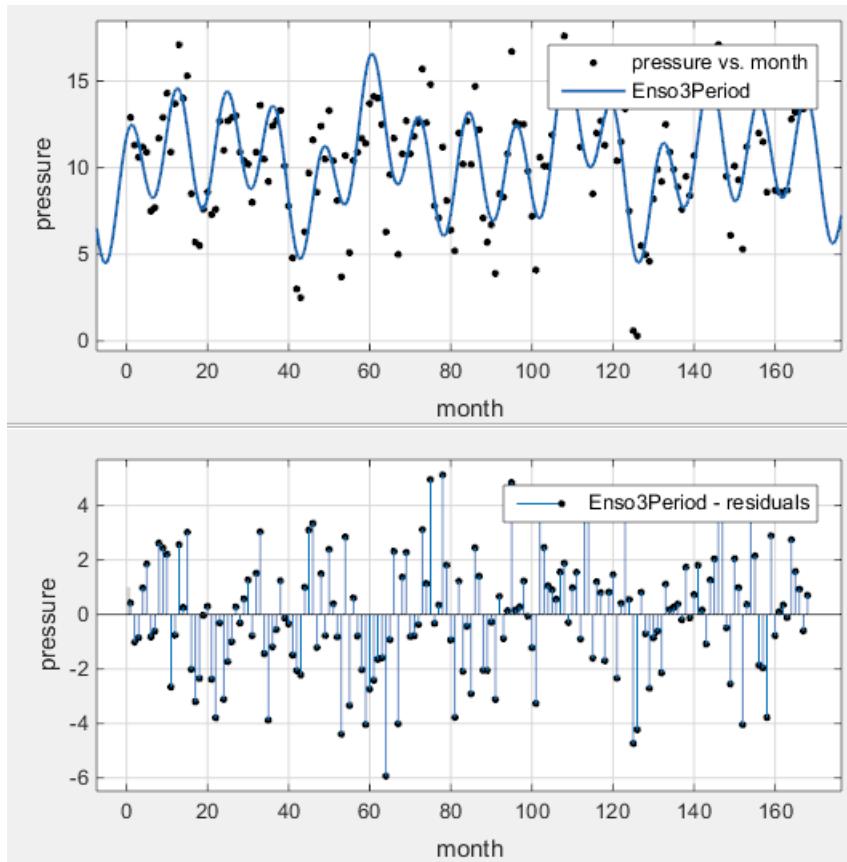 15
10
5
0
pressure
pressure vs. month
Enso3Period
0 20 40 60 80 100 120 140 160
month
4
2
0
-2
-4
-6
pressure
Enso3Period - residuals
0 20 40 60 80 100 120 140 160
month